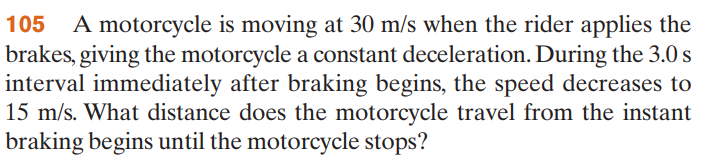 105 A motorcycle is moving at 30 m/s when the rider applies the
brakes, giving the motorcycle a constant deceleration. During the 3.0 s
interval immediately after braking begins, the speed decreases to
15 m/s. What distance does the motorcycle travel from the instant
braking begins until the motorcycle stops?